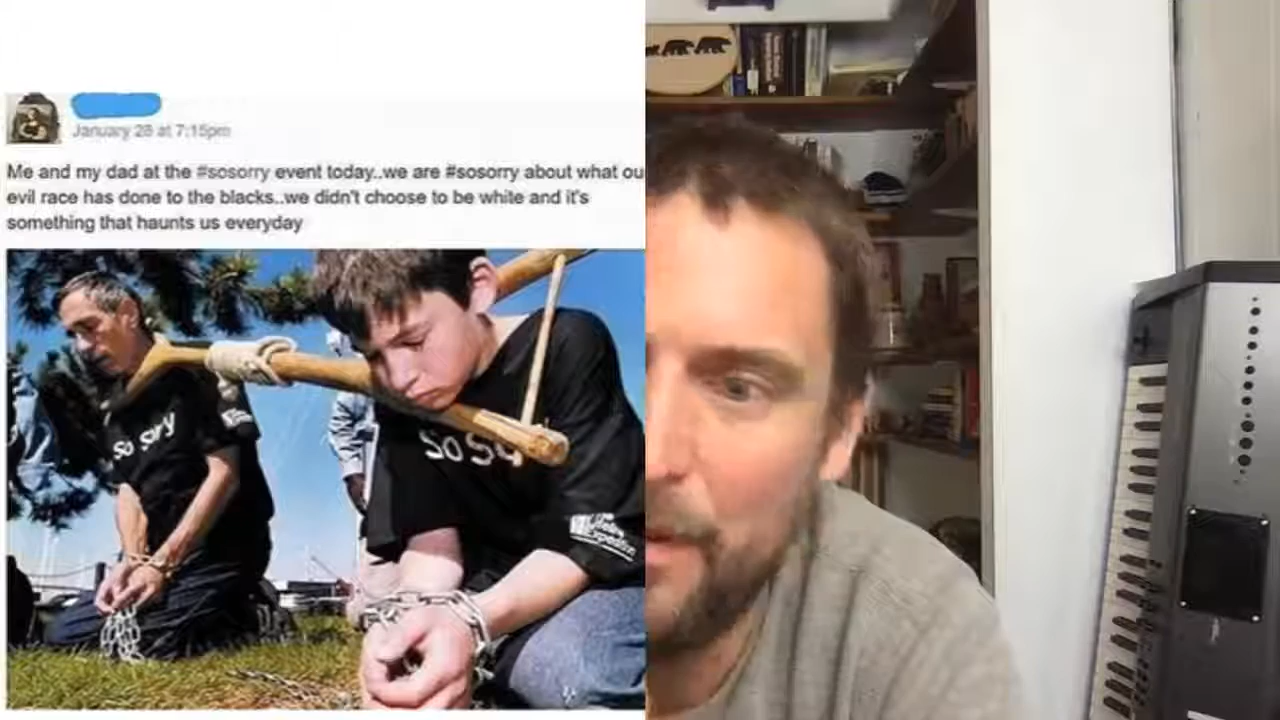 January 28 at 7:15pm
Me and my dad at the #sosorry event today..we are #sosorry about what ou
evil race has done to the blacks..we didn't choose to be white and it's
something that haunts us everyday
So Sorry
So So
Lifeline
Expedition